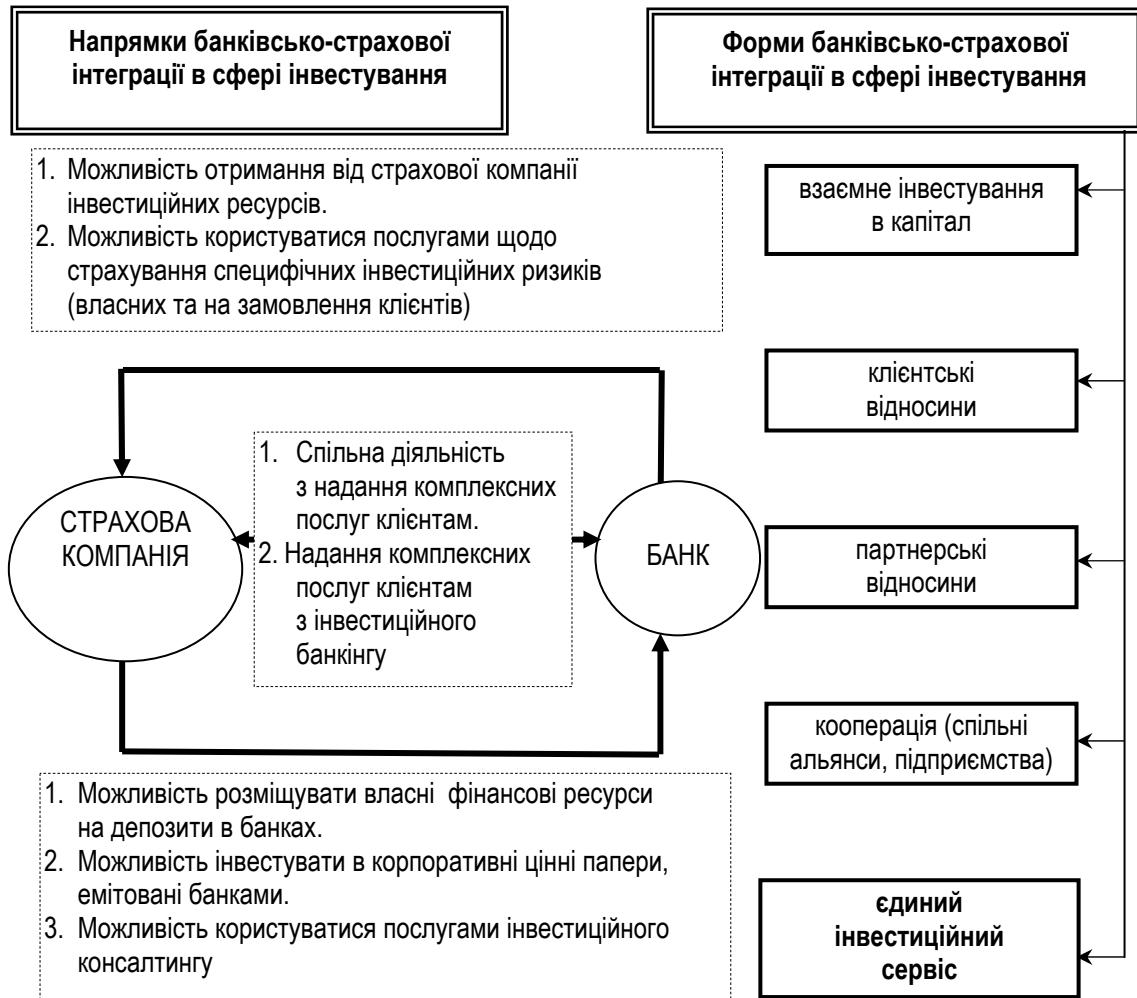 Напрямки банківсько-страхової
інтеграції в сфері інвестування
Форми банківсько-страхової
інтеграції в сфері інвестування
1. Можливість отримання від страхової компанії
інвестиційних ресурсів.
2. Можливість користуватися послугами щодо
страхування специфічних інвестиційних ризиків
(власних та на замовлення клієнтів)
СТРАХОВА
КОМПАНІЯ
1. Спільна діяльність
з надання комплексних
послуг клієнтам.
2. Надання комплексних
послуг клієнтам
з інвестиційного
банкінгу
БАНК
1. Можливість розміщувати власні фінансові ресурси
на депозити в банках.
2. Можливість інвестувати в корпоративні цінні папери,
емітовані банками.
3. Можливість користуватися послугами інвестиційного
консалтингу
взаємне інвестування
в капітал
клієнтські
відносини
партнерські
відносини
кооперація (спільні
альянси, підприємства)
єдиний
інвестиційний
сервіс